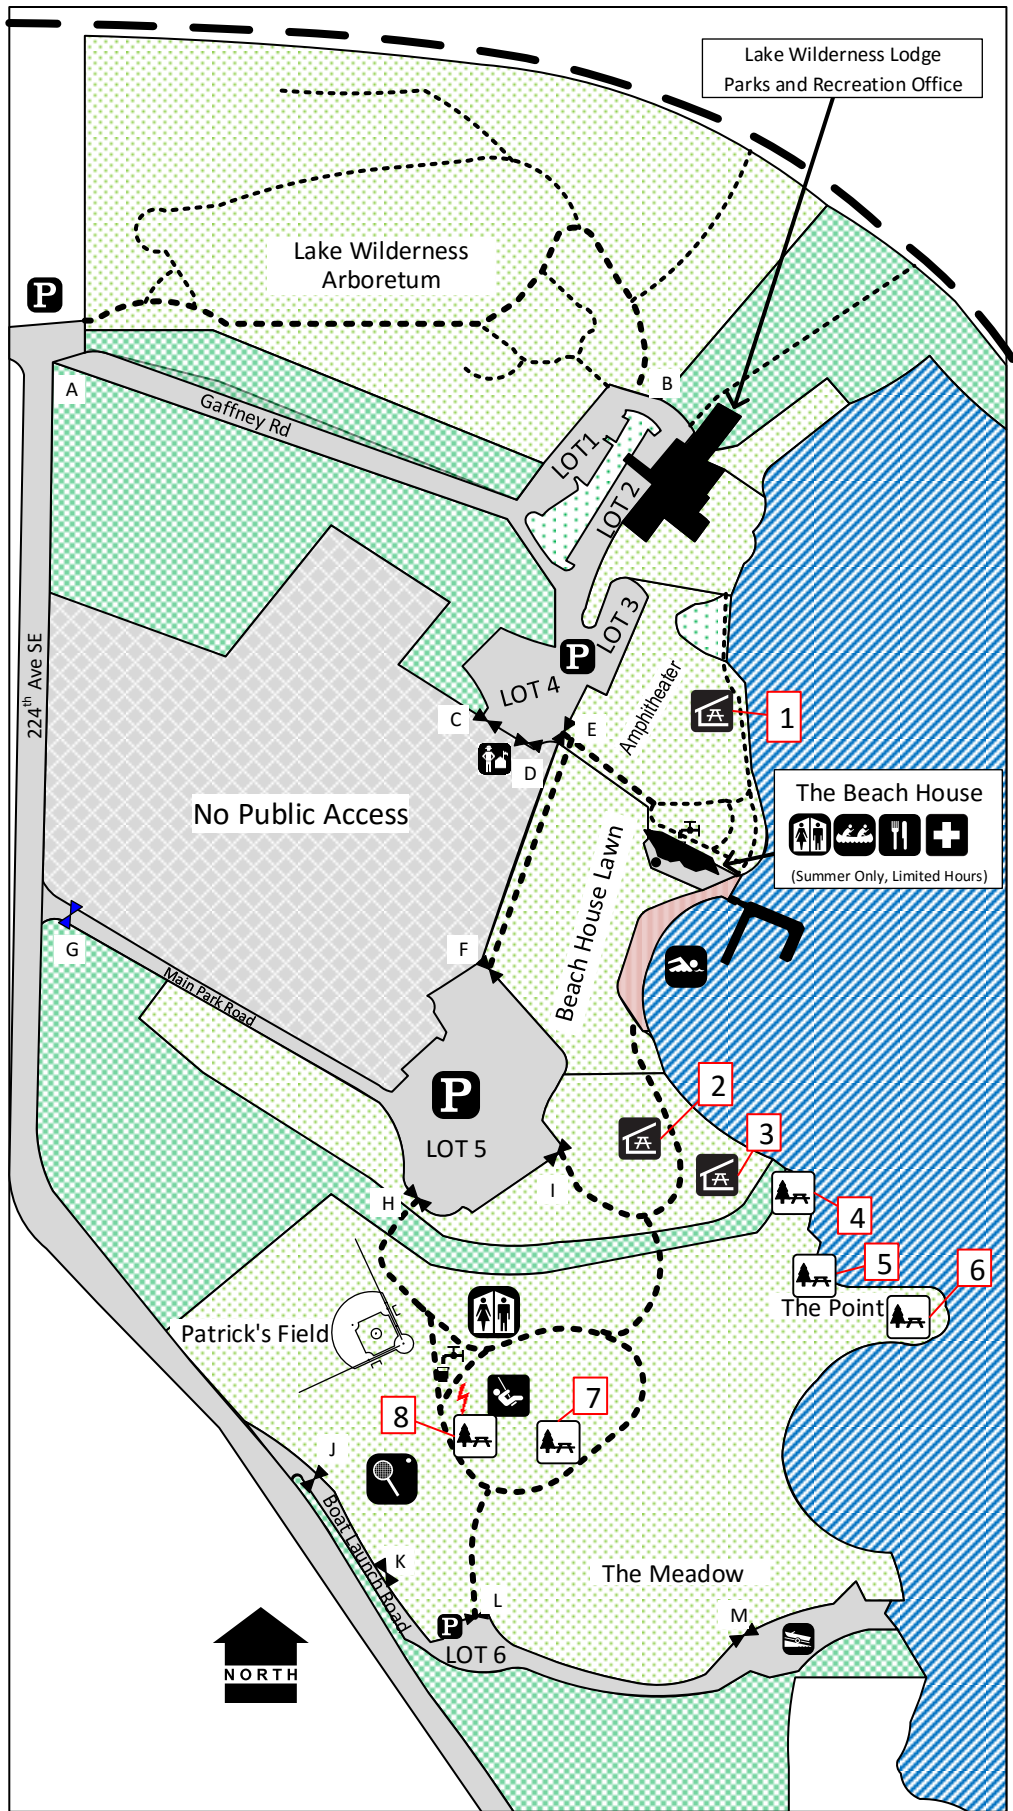 Lake Wilderness Lodge
Parks and Recreation Office
Lake Wilderness
Arboretum
P
A
B
Gaffney Rd
LOT1
LOT 2
LOT 3
P
LOT 4
224th Ave SE
Amphitheater
1
C
D
E
No Public Access
The Beach House
(Summer Only, Limited Hours)
Beach House Lawn
G
F
Main Park Road
P
LOT 5
2
3
H
I
4
5
6
The Point
Patrick's Field
7
8
J
Boat Launch Road
K
The Meadow
L
M
P
LOT 6
NORTH